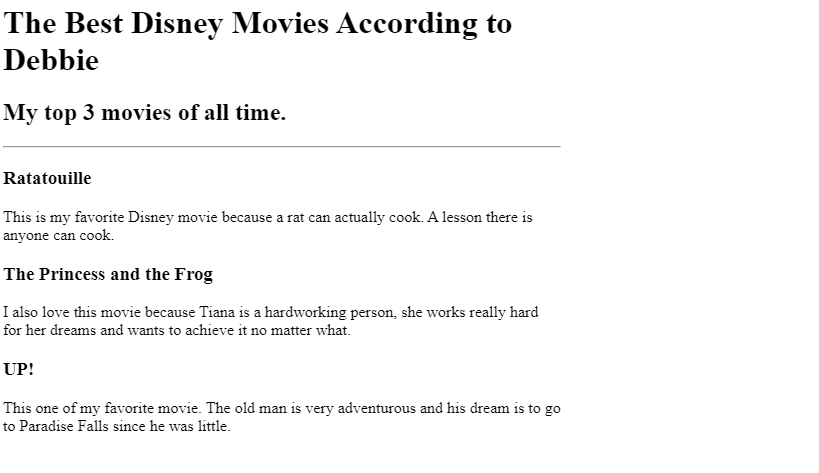 The Best Disney Movies According to
Debbie
My top 3 movies of all time.
Ratatouille
This is my favorite Disney movie because a rat can actually cook. A lesson there is
anyone can cook.
The Princess and the Frog
I also love this movie because Tiana is a hardworking person, she works really hard
for her dreams and wants to achieve it no matter what.
UP!
This one of my favorite movie. The old man is very adventurous and his dream is to go
to Paradise Falls since he was little.